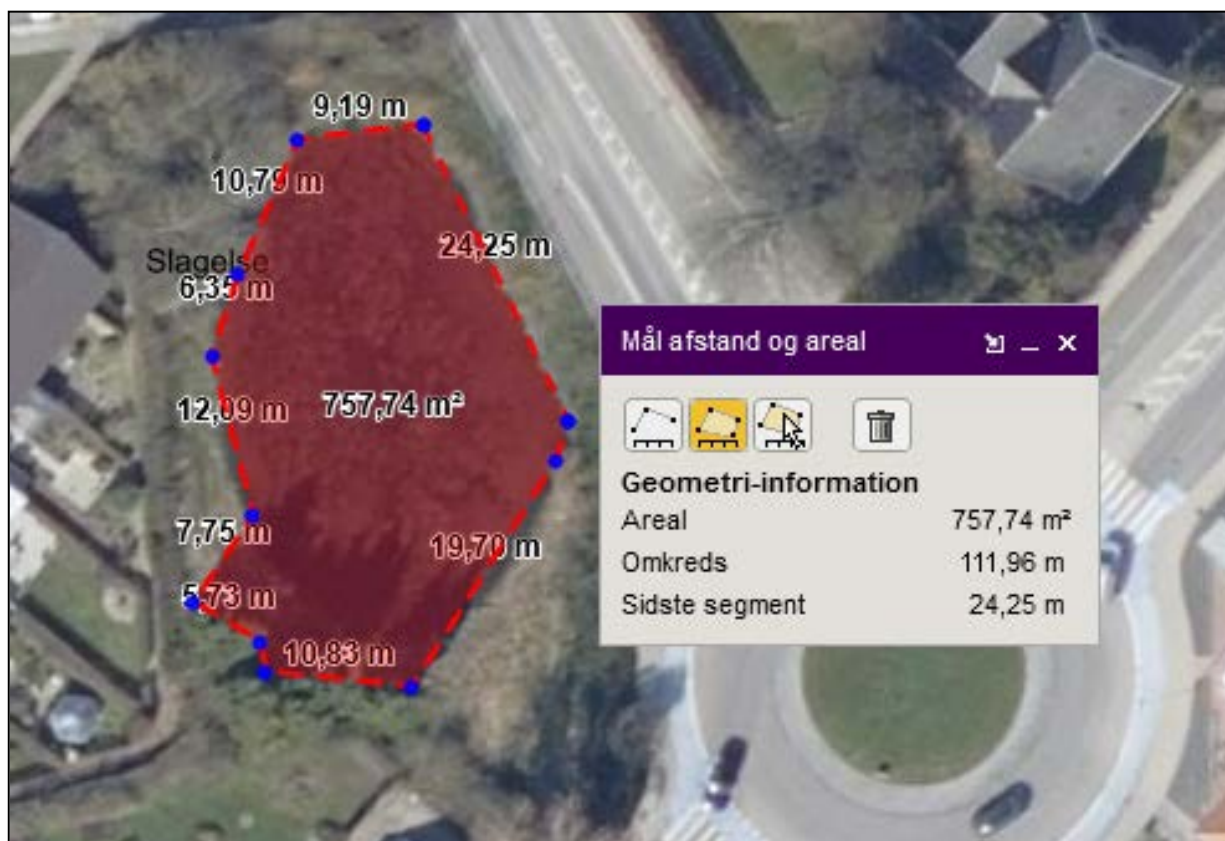 9,19 m
10,79 m
24,25 m
Slagelse
6,35 m
12,09 m
757,74 m²
7,75 m
19,70 m
5,73 m
10,83 m
Mål afstand og areal
Geometri-information
Areal 757,74 m²
Omkreds 111,96 m
Sidste segment 24,25 m